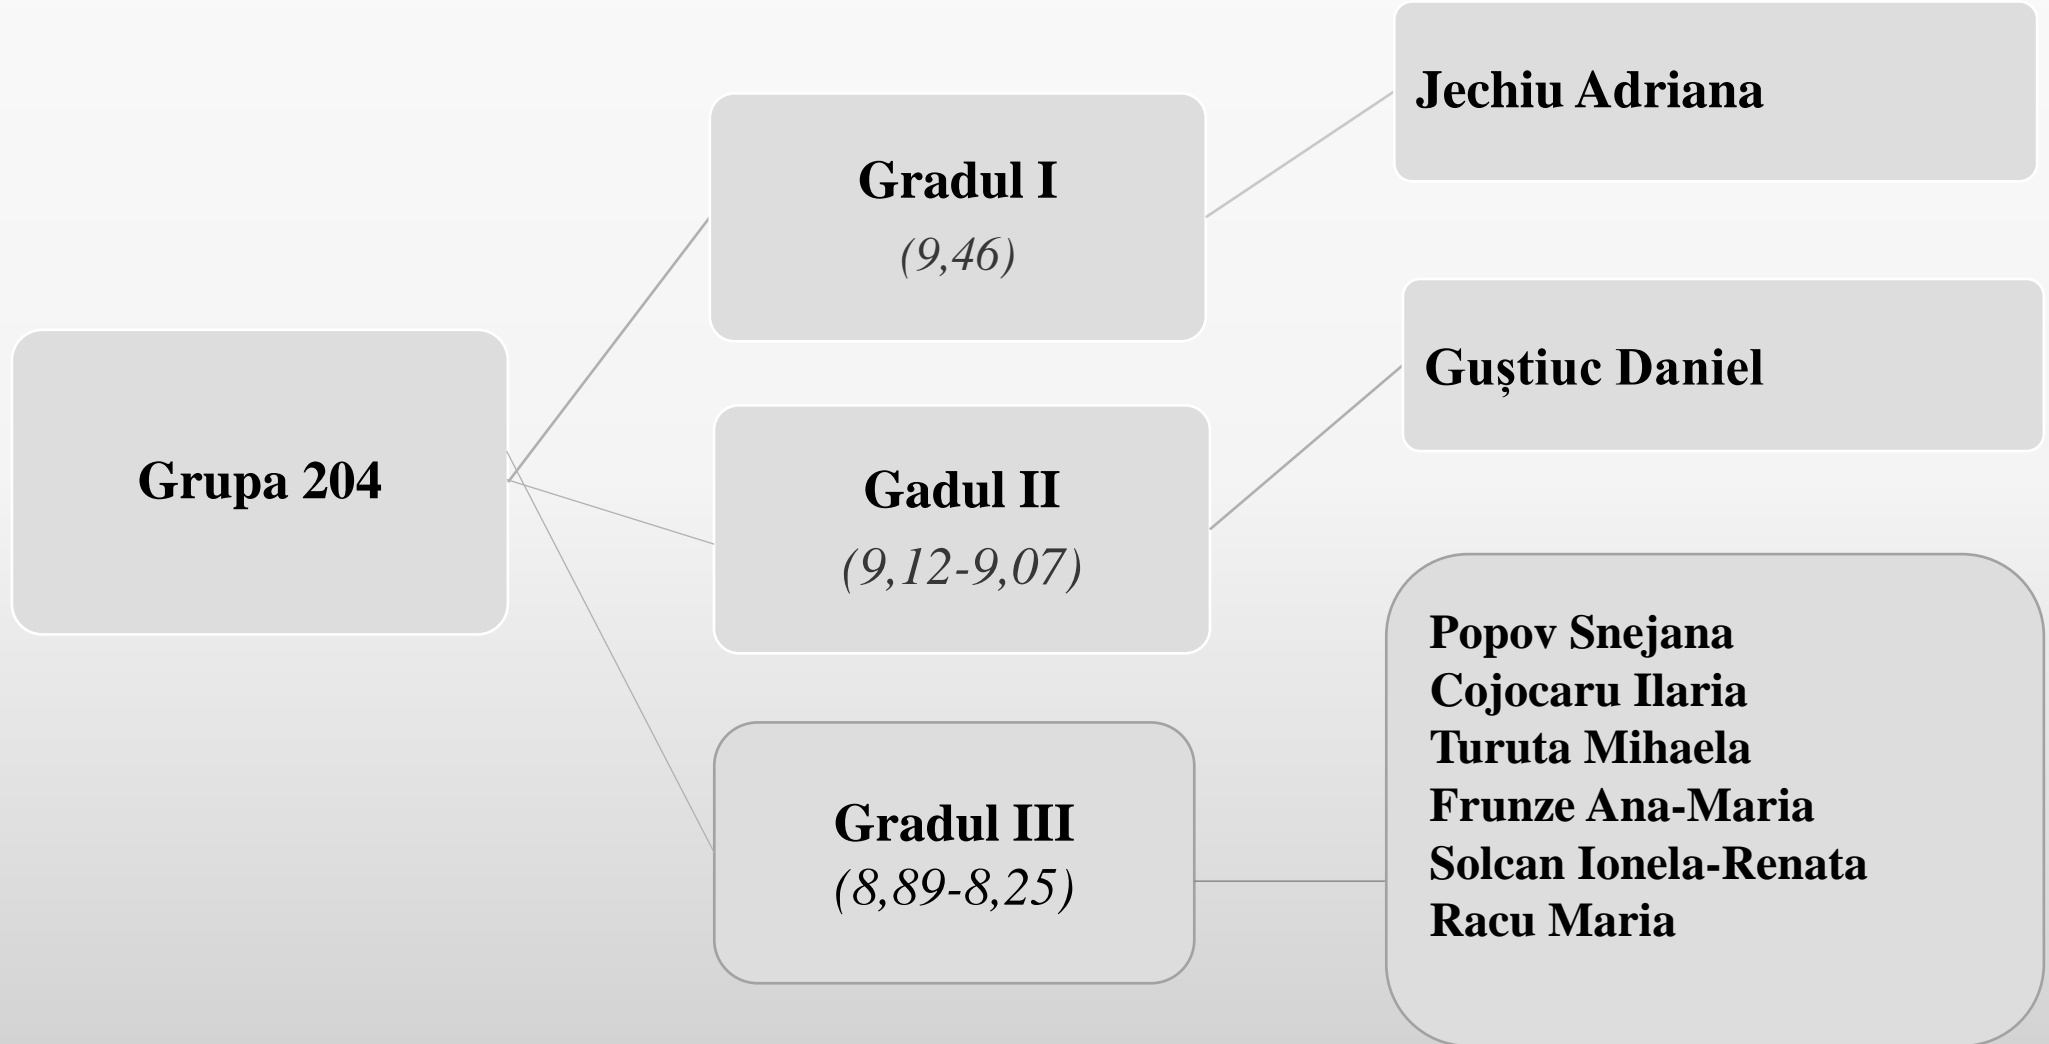 Grupa 204
Gradul I
(9,46)
Jechiu Adriana
Gadul II
(9,12-9,07)
Guștiuc Daniel
Gradul III
(8,89-8,25)
Popov Snejana
Cojocaru Ilaria
Turuta Mihaela
Frunze Ana-Maria
Solcan Ionela-Renata
Racu Maria